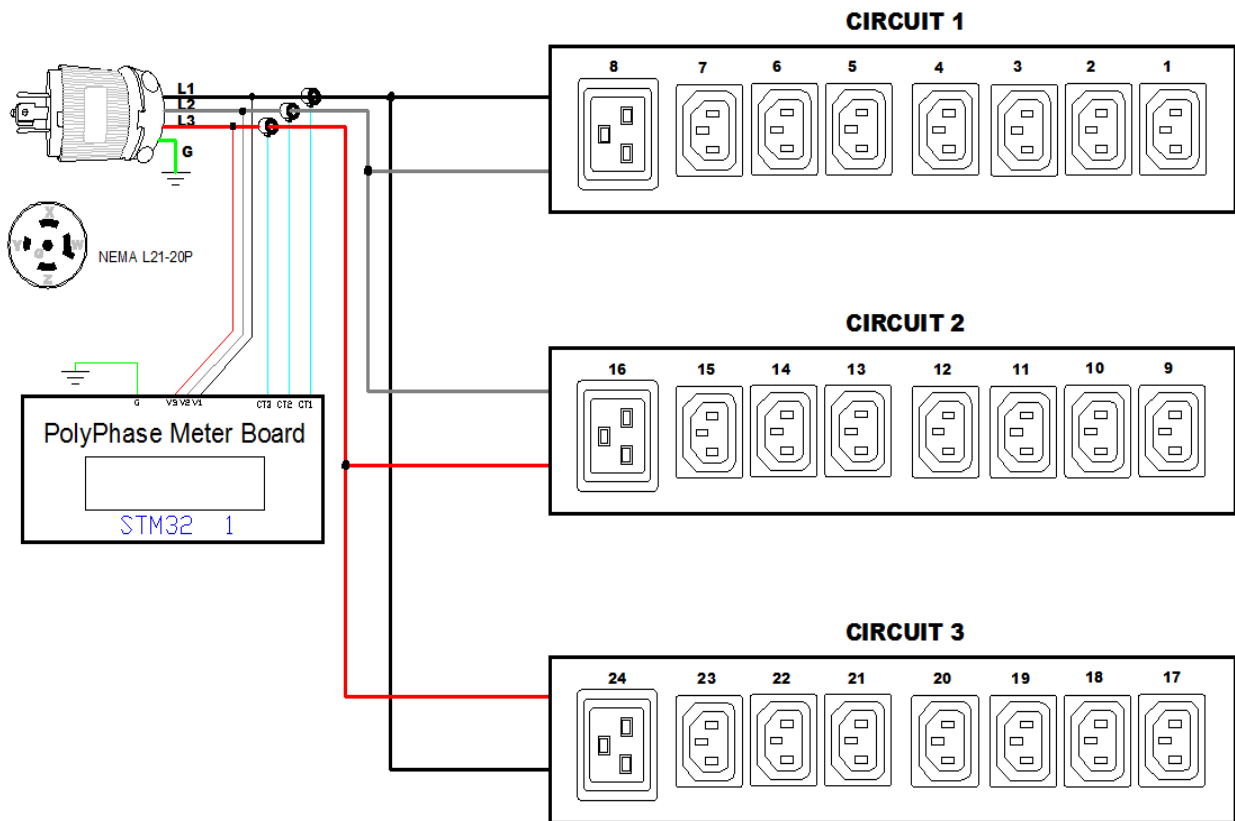 CIRCUIT 1
8 7 6 5 4 3 2 1
L1
L2
L3
G
X
Y
W
G
Z
NEMA L21-20P
CIRCUIT 2
16 15 14 13 12 11 10 9
G V3 V2 V1 CT3 CT2 CT1
PolyPhase Meter Board
STM32 1
CIRCUIT 3
24 23 22 21 20 19 18 17